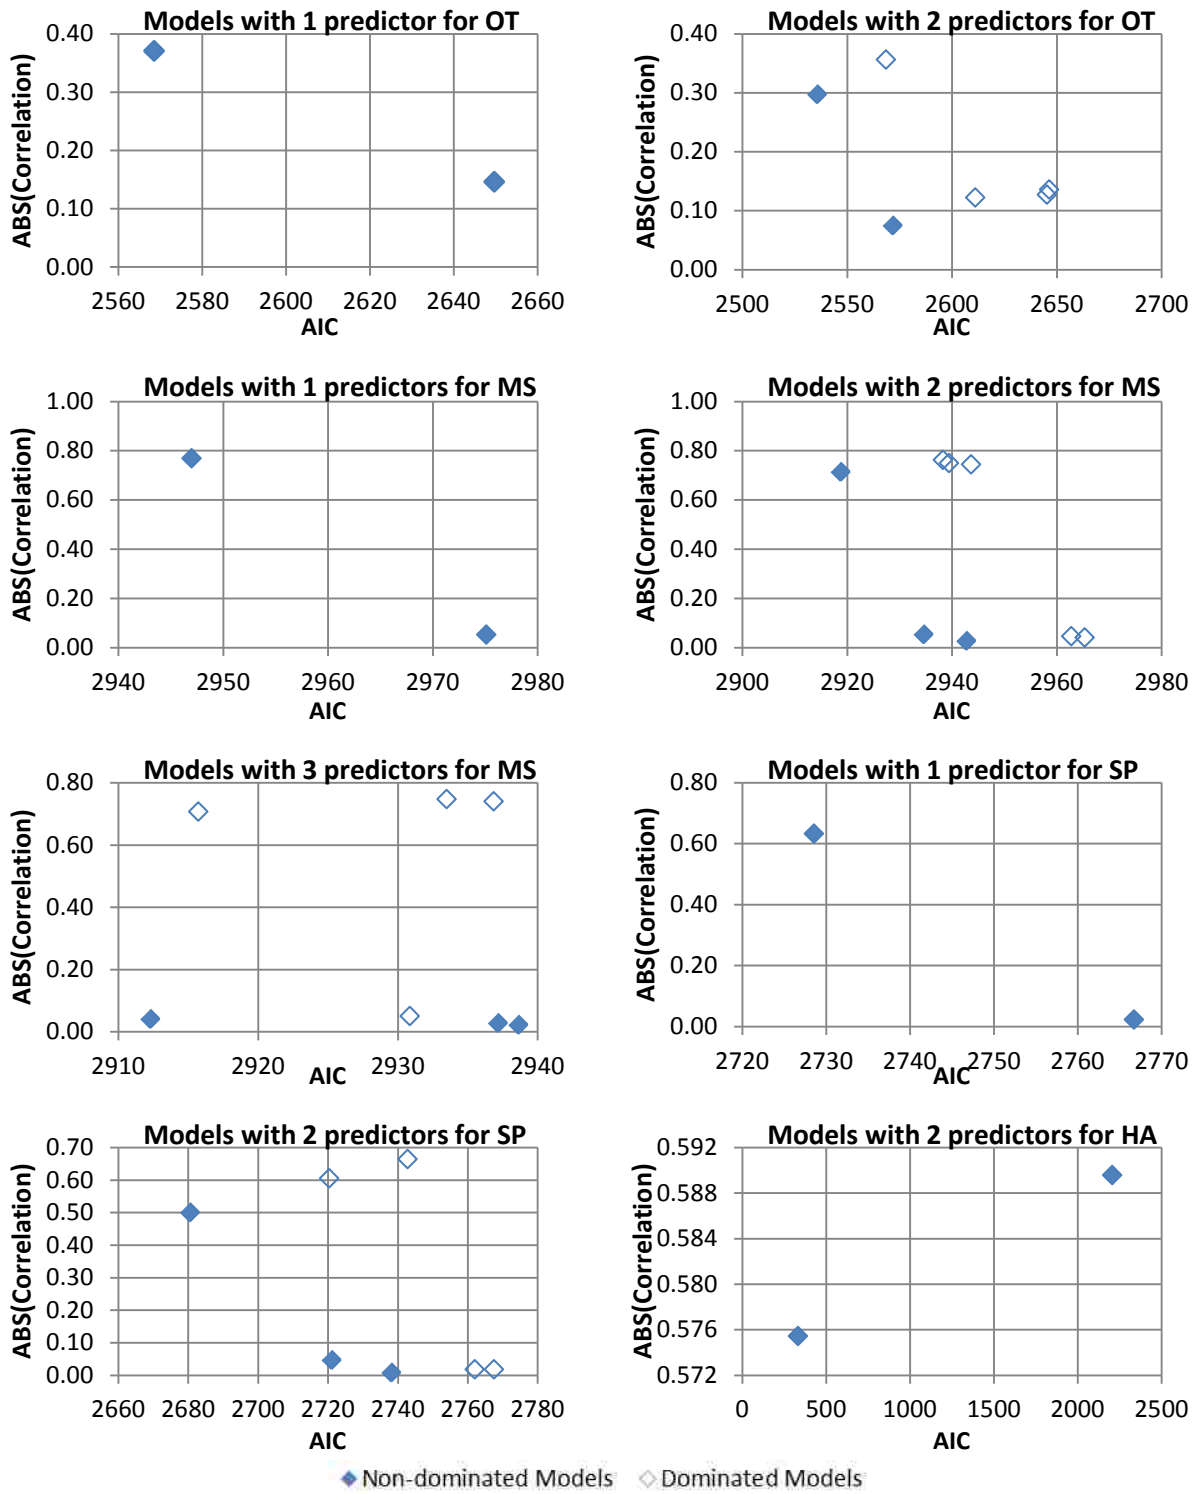 Models with 1 predictor for OT
ABS(Correlation)
0.40
0.30
0.20
0.10
0.00
2560 2580 2600 2620 2640 2660
AIC
Models with 2 predictors for OT
ABS(Correlation)
0.40
0.30
0.20
0.10
0.00
2500 2550 2600 2650 2700
AIC
Models with 1 predictors for MS
ABS(Correlation)
1.00
0.80
0.60
0.40
0.20
0.00
2940 2950 2960 2970 2980
AIC
Models with 2 predictors for MS
ABS(Correlation)
1.00
0.80
0.60
0.40
0.20
0.00
2900 2920 2940 2960 2980
AIC
Models with 3 predictors for MS
ABS(Correlation)
0.80
0.60
0.40
0.20
0.00
2910 2920 2930 2940
AIC
Models with 1 predictor for SP
ABS(Correlation)
0.80
0.60
0.40
0.20
0.00
2720 2730 2740 2750 2760 2770
AIC
Models with 2 predictors for SP
ABS(Correlation)
0.70
0.60
0.50
0.40
0.30
0.20
0.10
0.00
2660 2680 2700 2720 2740 2760 2780
AIC
Models with 2 predictors for HA
ABS(Correlation)
0.592
0.588
0.584
0.580
0.576
0.572
0 500 1000 1500 2000 2500
AIC
Non-dominated Models Dominated Models